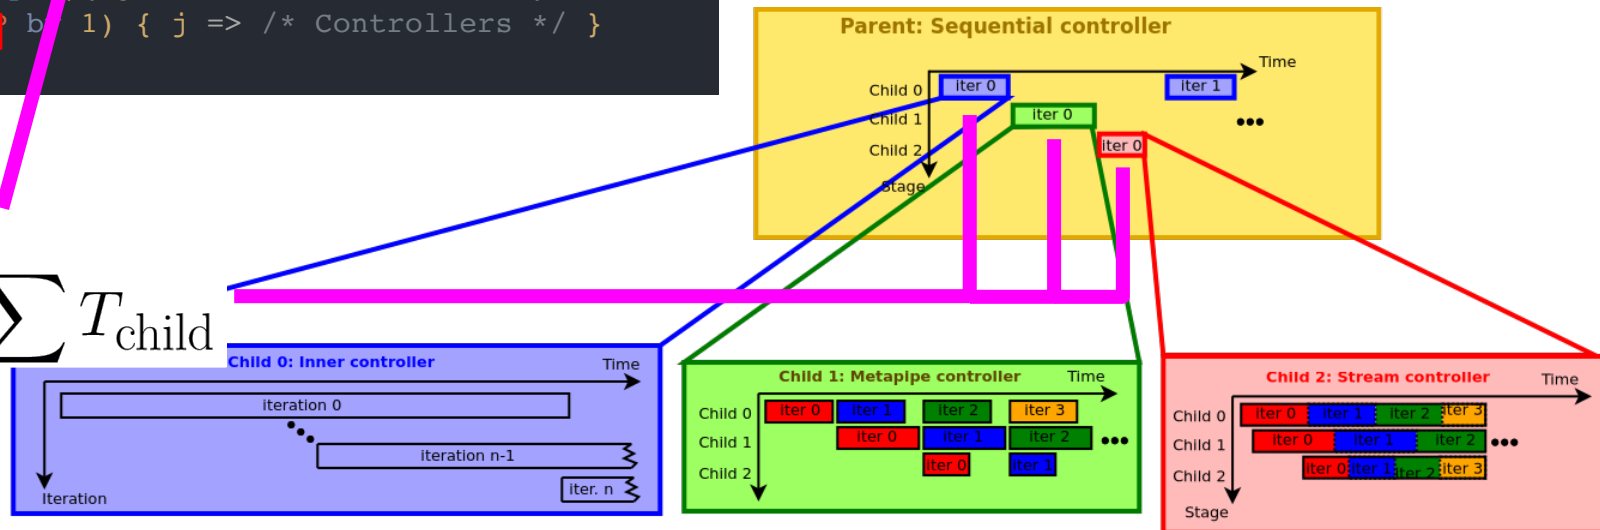 b 1) { j => /* Controllers */ }
Parent: Sequential controller
Time
Child 0
iter 0
iter 1
Child 1
iter 0
•••
Child 2
iter 0
Stage
∑ T child
Child 0: Inner controller
Time
iteration 0
iteration n-1
iter. n
Iteration
Child 1: Metapipe controller
Time
Child 0
iter 0
iter 1
iter 2
iter 3
Child 1
iter 0
iter 1
iter 2
•••
Child 2
iter 0
iter 1
Child 2: Stream controller
Time
Child 0
iter 0
iter 1
iter 2
iter 3
Child 1
iter 0
iter 1
iter 2
•••
Child 2
iter 0
iter 1
iter 2
iter 3
Stage